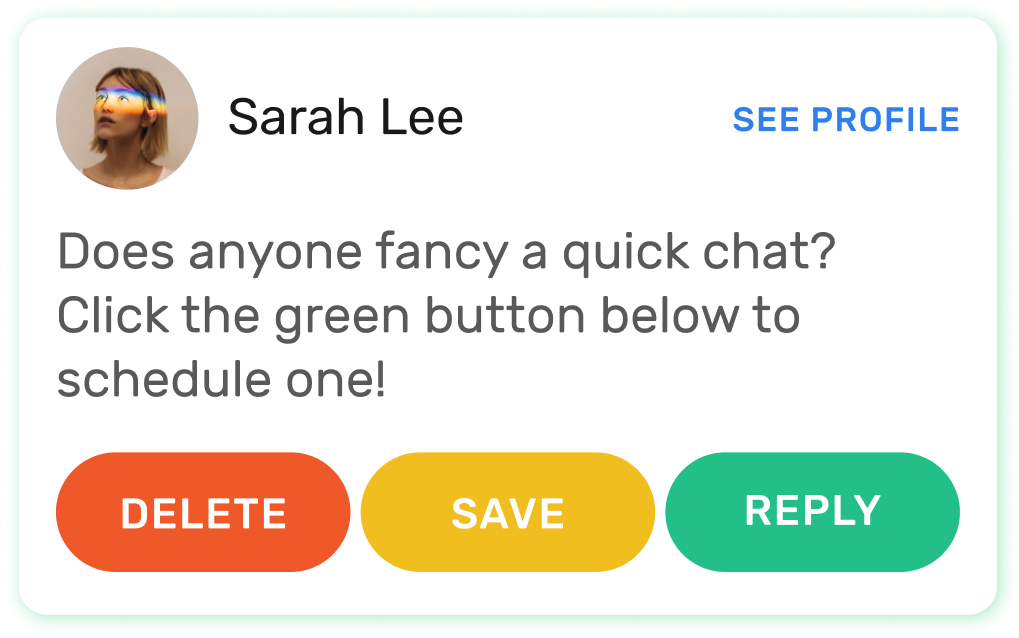 Sarah Lee
SEE PROFILE
Does anyone fancy a quick chat?
Click the green button below to
schedule one!
DELETE
SAVE
REPLY